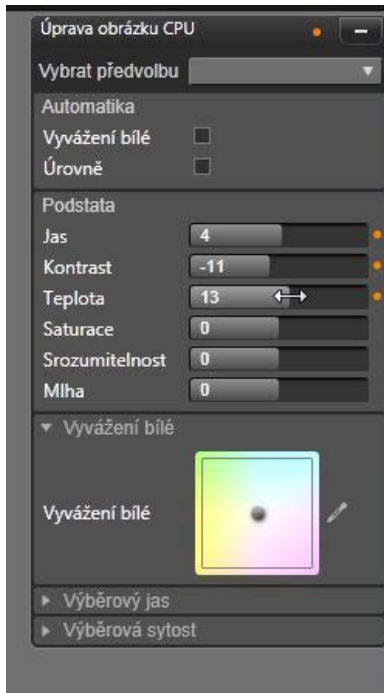 Úprava obrázku CPU
Vybrat předvolbu
Automatika
Vyvážení bílé
Úrovně
Podstata
Jas 4
Kontrast -11
Teplota 13
Saturace 0
Srozumitelnost 0
Mlha 0
Vyvážení bílé
Vyvážení bílé
Výběrový jas
Výběrová sytost